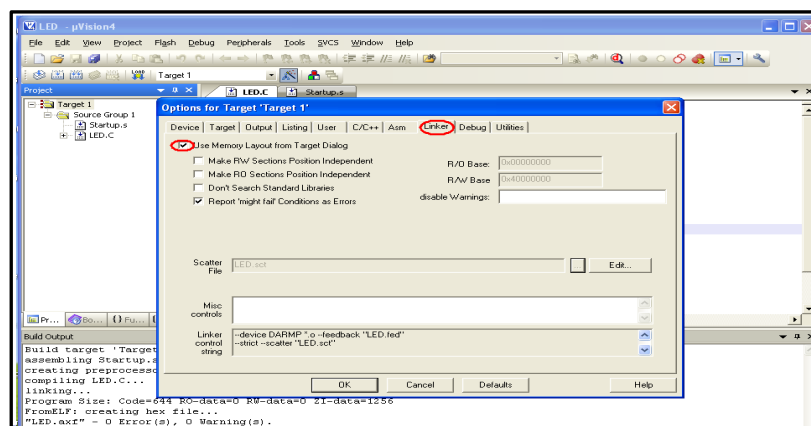 LED - µVision4
File Edit View Project Flash Debug Peripherals Tools SVCS Window Help
Target 1
Project
LED.C Startup.s
Target 1
Source Group 1
Startup.s
LED.C
Options for Target 'Target 1'
Device Target Output Listing User C/C++ Asm Linker Debug Utilities
Use Memory Layout from Target Dialog
Make RW Sections Position Independent
Make RO Sections Position Independent
Don't Search Standard Libraries
Report 'might fail' Conditions as Errors
R/O Base: 0x00000000
R/W Base 0x40000000
disable Warnings:
Scatter
File
LED.sct
Edit...
Misc
controls
Linker
control
string
--device DARMP *.o --feedback "LED.fed"
--strict --scatter "LED.sct"
OK Cancel Defaults Help
Pr... Bo... {} Fu...
Build Output
Build target 'Target
assembling Startup.s
creating preprocesso
compiling LED.C...
linking...
Program Size: Code=644 RO-data=0 RW-data=0 ZI-data=1256
FromELF: creating hex file...
"LED.axf" - 0 Error(s), 0 Warning(s).